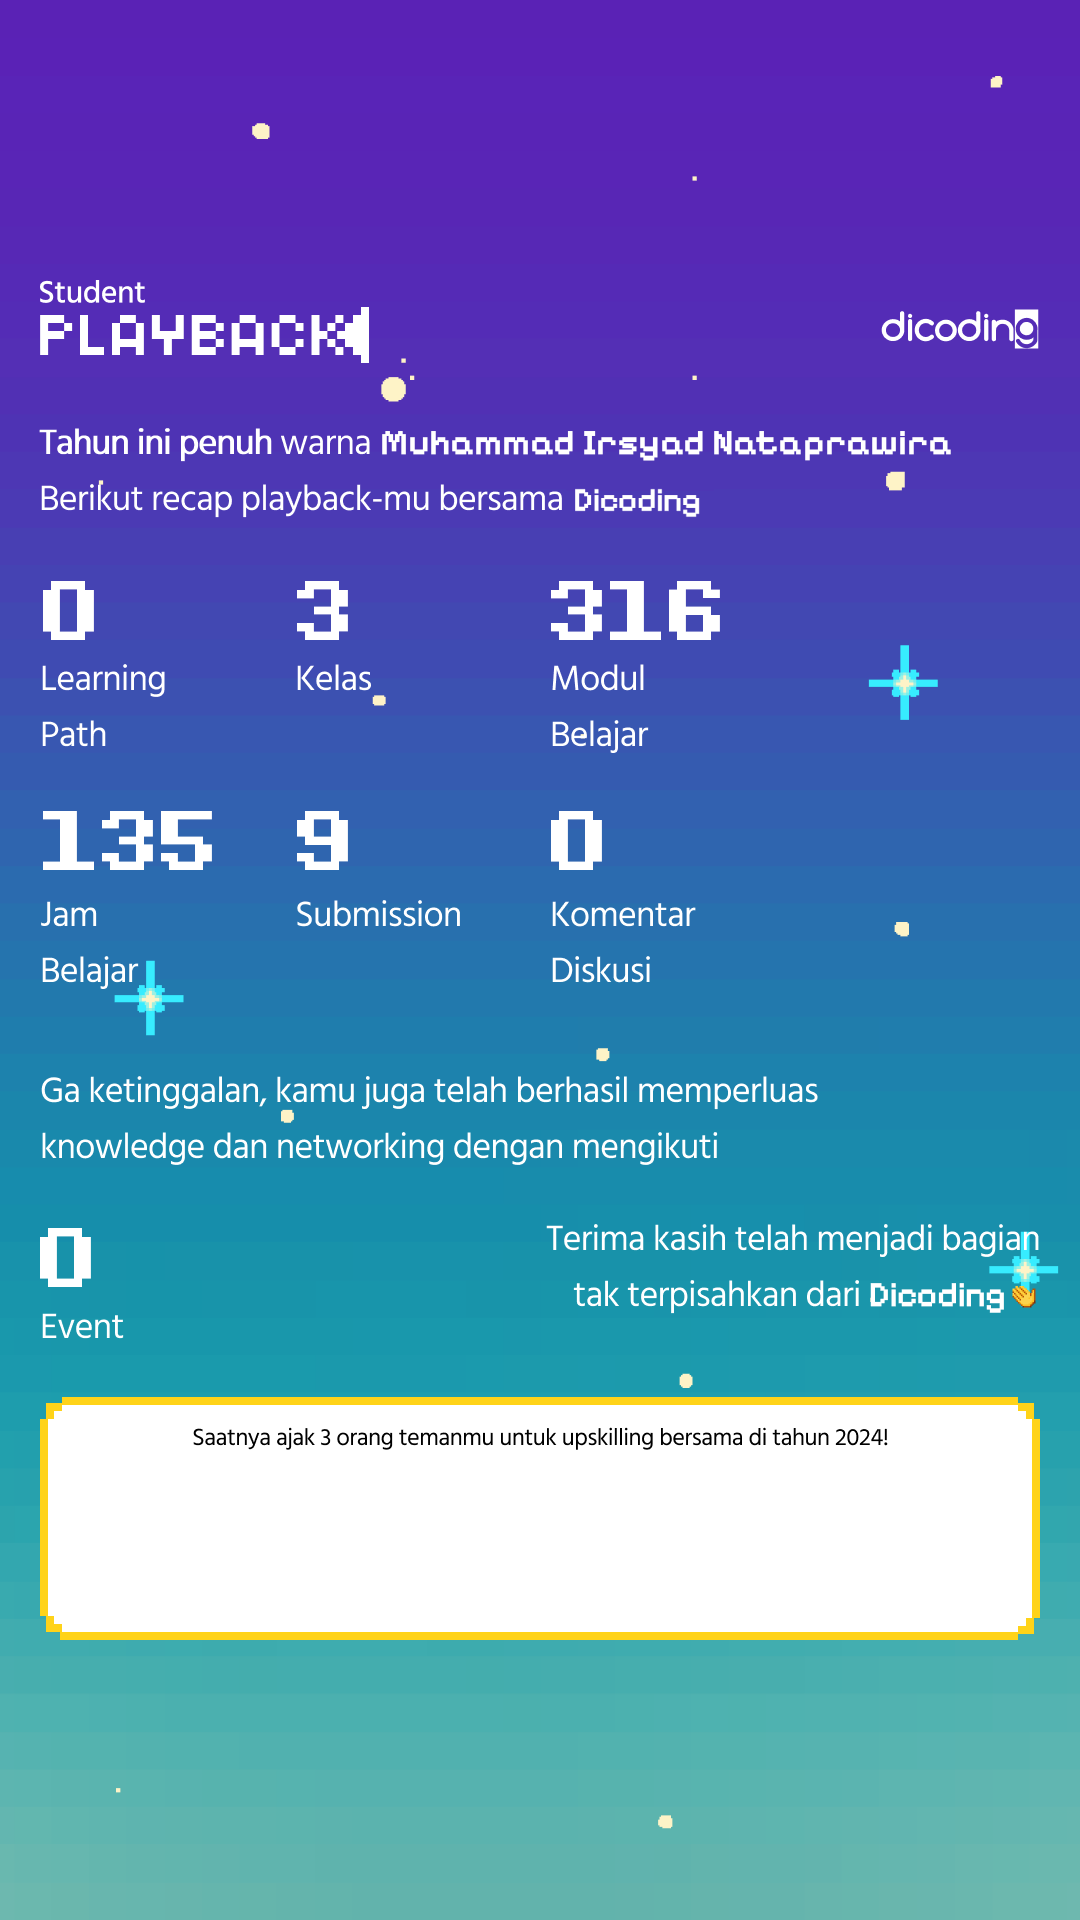 Student
PLAYBACK
dicoding
Tahun ini penuh warna Muhammad Irsyad Nataprawira
Berikut recap playback-mu bersama Dicoding
0
Learning
Path
3
Kelas
316
Modul
Belajar
135
Jam
Belajar
9
Submission
0
Komentar
Diskusi
Ga ketinggalan, kamu juga telah berhasil memperluas
knowledge dan networking dengan mengikuti
0
Event
Terima kasih telah menjadi bagian
tak terpisahkan dari Dicoding👋
Saatnya ajak 3 orang temanmu untuk upskilling bersama di tahun 2024!